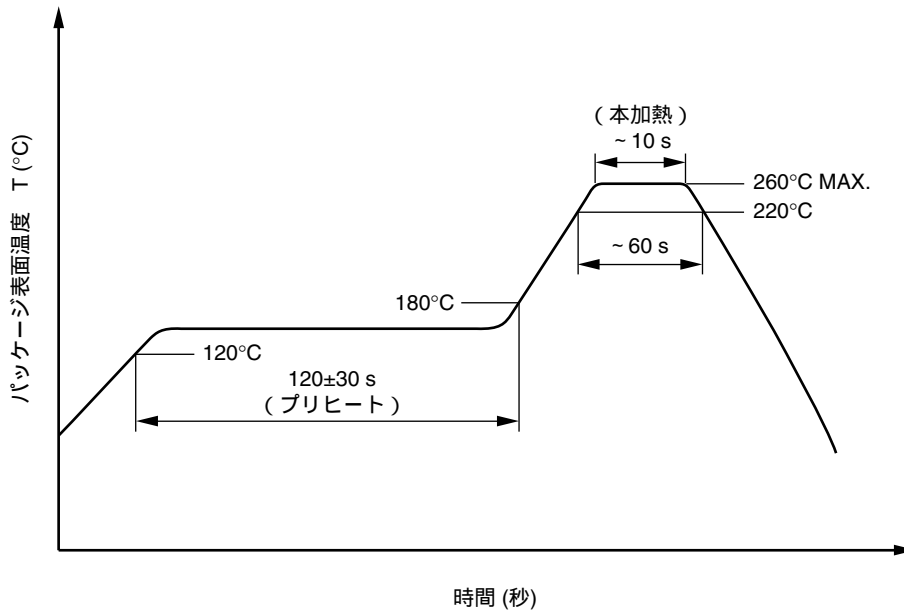 (本加熱)
~ 10 s
260°C MAX.
220°C
~ 60 s
180°C
120°C
120±30 s
(プリヒート)
パッケージ表面温度 T (°C)
時間 (秒)